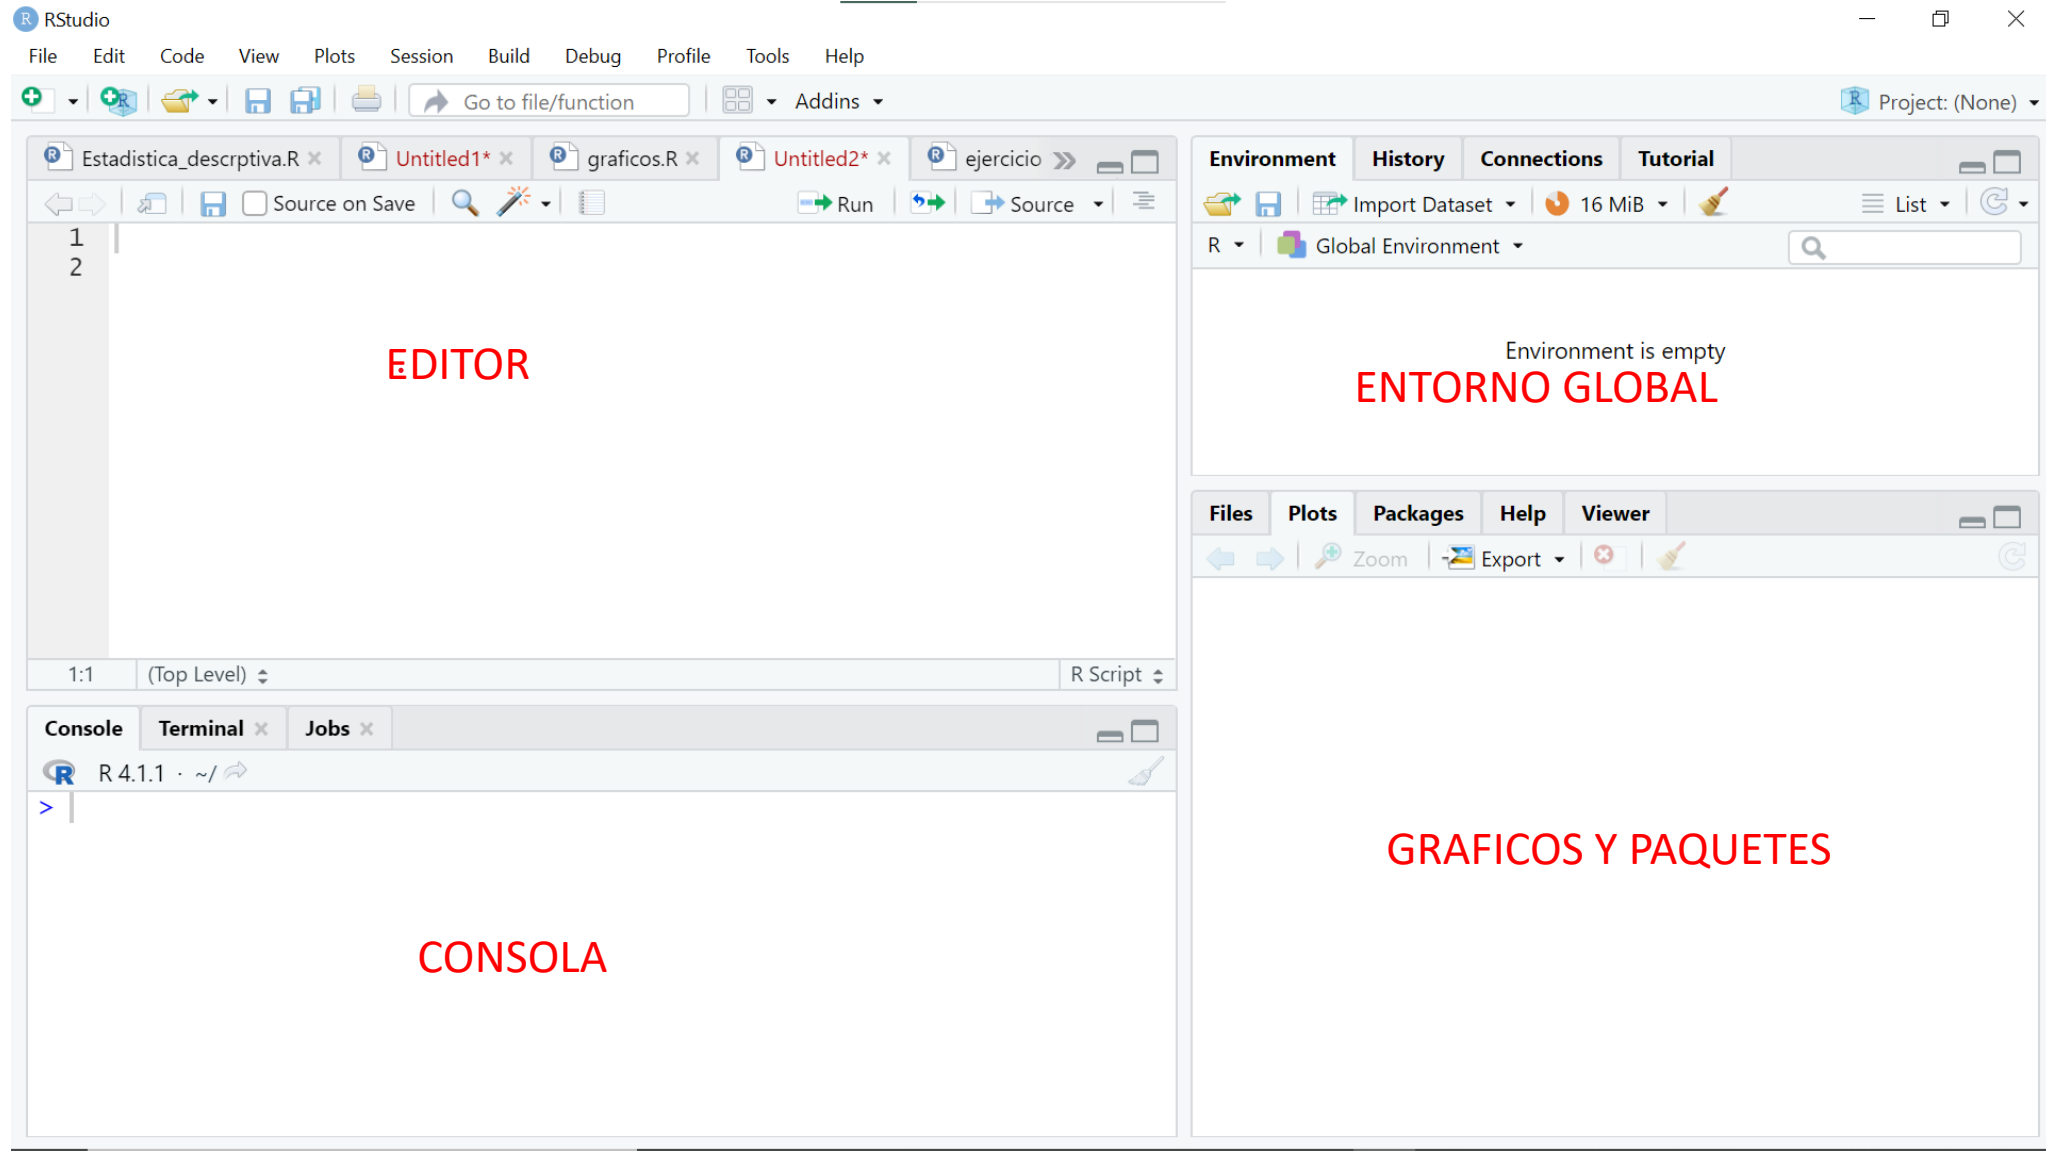 RStudio
File Edit Code View Plots Session Build Debug Profile Tools Help
Go to file/function Addins Project: (None)
Estadistica_descrptiva.R Untitled1* graficos.R Untitled2* ejercicio
Source on Save Run Source
1
2
EDITOR
1:1 (Top Level) R Script
Console Terminal Jobs
R 4.1.1 · ~/
>
CONSOLA
Environment History Connections Tutorial
Import Dataset 16 MiB List
R Global Environment
Environment is empty
ENTORNO GLOBAL
Files Plots Packages Help Viewer
Zoom Export
GRAFICOS Y PAQUETES